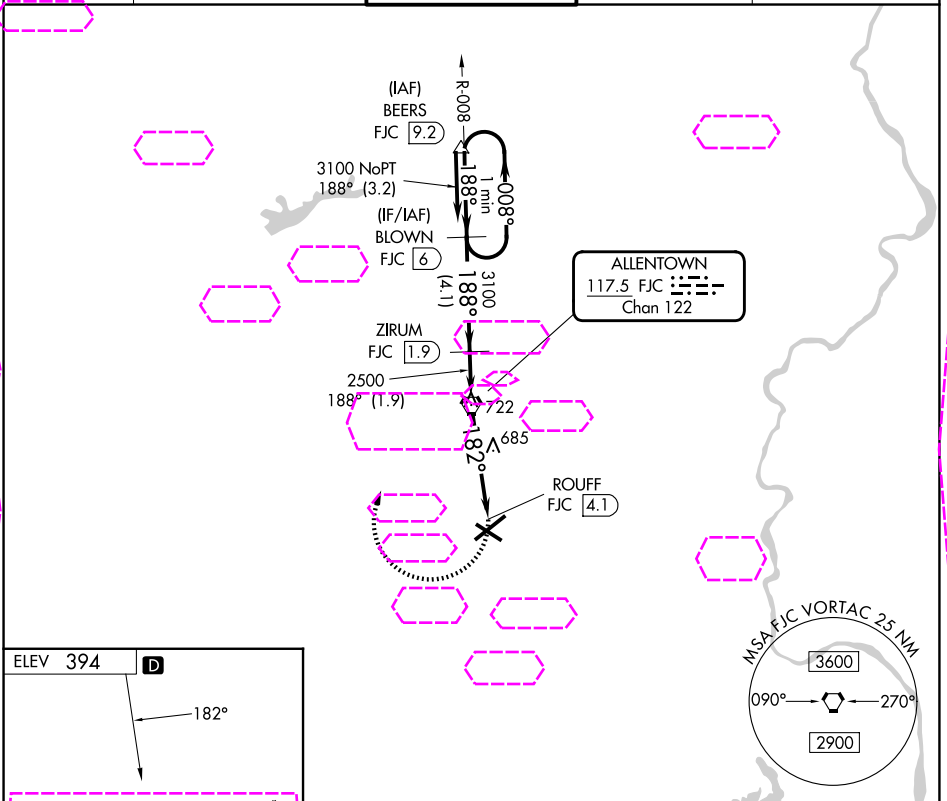 R-008
(IAF)
BEERS
FJC 9.2
3100 NoPT
188° (3.2)
188°
1 min
008°
(IF/IAF)
BLOWN
FJC 6
3100
188°
(4.1)
ALLENTOWN
117.5 FJC
Chan 122
ZIRUM
FJC 1.9
2500
188° (1.9)
722
685
182°
ROUFF
FJC 4.1
MSA FJC VORTAC 25 NM
3600
090°
270°
2900
ELEV 394 D
182°